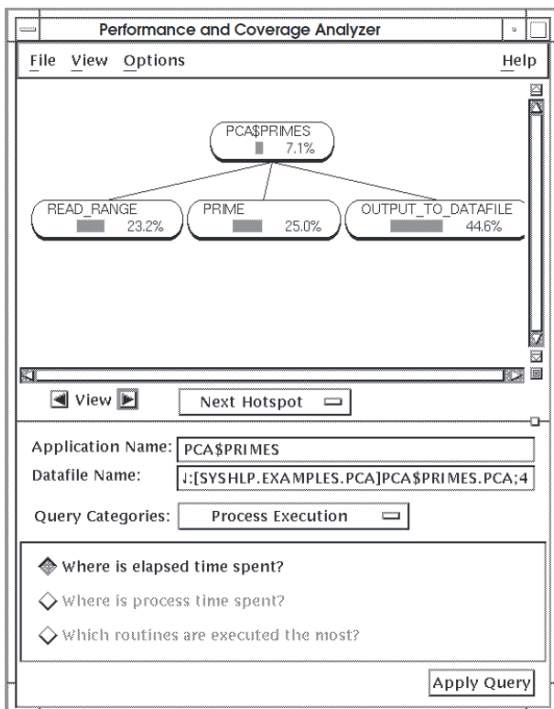 Performance and Coverage Analyzer
File View Options Help
PCA$PRIMES
7.1%
READ_RANGE PRIME OUTPUT_TO_DATAFILE
23.2% 25.0% 44.6%
View Next Hotspot
Application Name: PCA$PRIMES
Datafile Name: :[SYSHLP.EXAMPLES.PCA]PCA$PRIMES.PCA;4
Query Categories: Process Execution
Where is elapsed time spent?
Where is process time spent?
Which routines are executed the most?
Apply Query